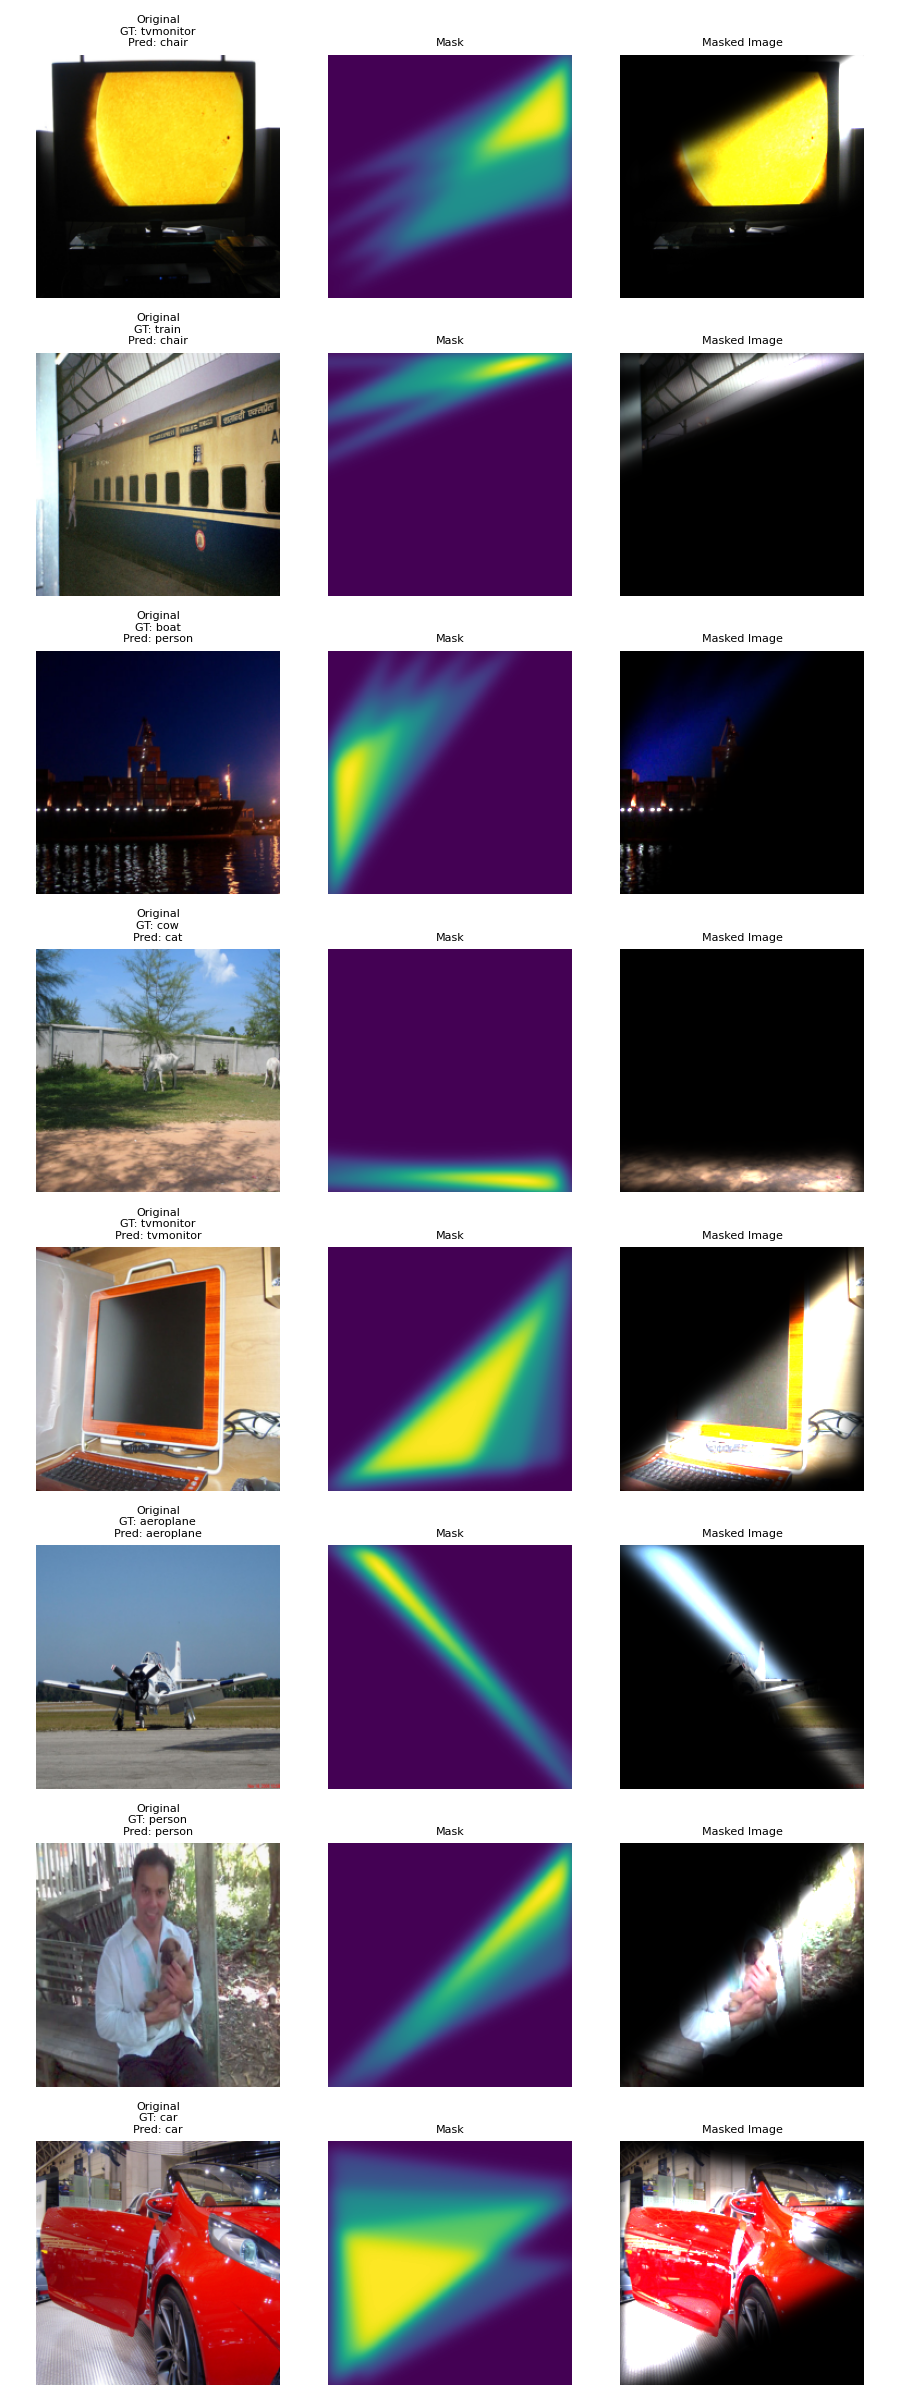 Original
GT: tvmonitor
Pred: chair
Mask
Masked Image
Original
GT: train
Pred: chair
Mask
Masked Image
Original
GT: boat
Pred: person
Mask
Masked Image
Original
GT: cow
Pred: cat
Mask
Masked Image
Original
GT: tvmonitor
Pred: tvmonitor
Mask
Masked Image
Original
GT: aeroplane
Pred: aeroplane
Mask
Masked Image
Original
GT: person
Pred: person
Mask
Masked Image
Original
GT: car
Pred: car
Mask
Masked Image